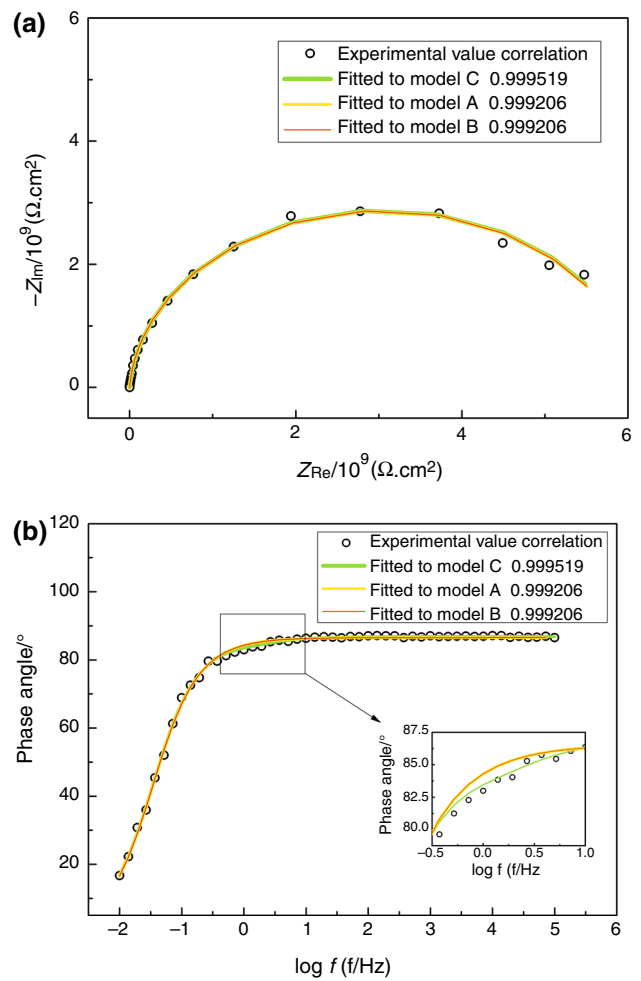 (a)
6
4
2
0
–ZIm/10⁹(Ω.cm²)
Experimental value correlation
Fitted to model C 0.999519
Fitted to model A 0.999206
Fitted to model B 0.999206
0 2 4 6
ZRe/10⁹(Ω.cm²)
(b)
120
100
80
60
40
20
Phase angle/°
Experimental value correlation
Fitted to model C 0.999519
Fitted to model A 0.999206
Fitted to model B 0.999206
87.5
85.0
82.5
80.0
Phase angle/°
–0.5 0.0 0.5 1.0
log f (f/Hz
–2 –1 0 1 2 3 4 5 6
log f (f/Hz)